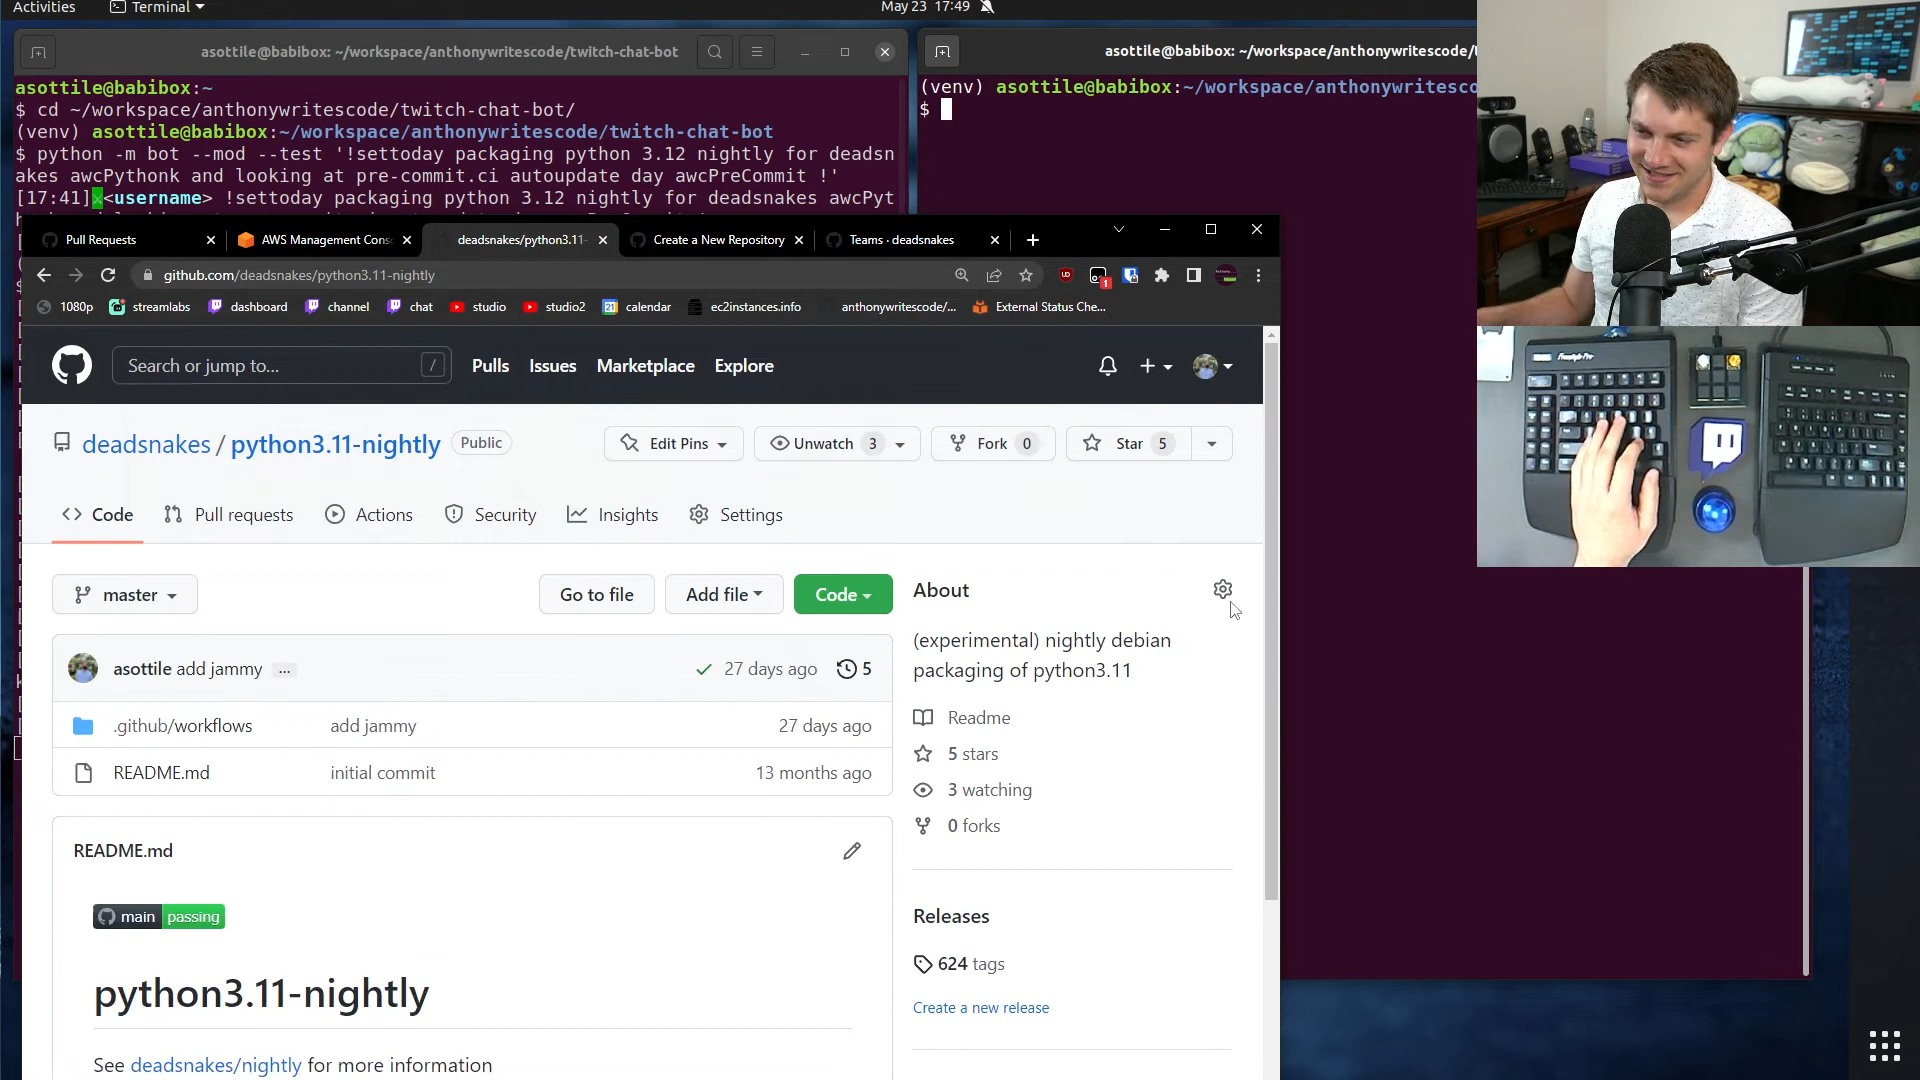 Activities
Terminal
May 23 17:49
asottile@babibox: ~/workspace/anthonywritescode/twitch-chat-bot
asottile@babibox:~
$ cd ~/workspace/anthonywritescode/twitch-chat-bot/
(venv) asottile@babibox:~/workspace/anthonywritescode/twitch-chat-bot
$ python -m bot --mod --test '!settoday packaging python 3.12 nightly for deadsn
akes awcPythonk and looking at pre-commit.ci autoupdate day awcPreCommit !'
[17:41] <username> !settoday packaging python 3.12 nightly for deadsnakes awcPyt
asottile@babibox: ~/workspace/anthonywritescode/
(venv) asottile@babibox:~/workspace/anthonywritesco
$
Pull Requests
AWS Management Cons
deadsnakes/python3.11-
Create a New Repository
Teams · deadsnakes
github.com/deadsnakes/python3.11-nightly
1080p
streamlabs
dashboard
channel
chat
studio
studio2
calendar
ec2instances.info
anthonywritescode/...
External Status Che...
Search or jump to... /
Pulls
Issues
Marketplace
Explore
deadsnakes / python3.11-nightly
Public
Edit Pins
Unwatch 3
Fork 0
Star 5
Code
Pull requests
Actions
Security
Insights
Settings
master
Go to file
Add file
Code
asottile add jammy ...
27 days ago
5
.github/workflows
add jammy
27 days ago
README.md
initial commit
13 months ago
README.md
main passing
python3.11-nightly
See deadsnakes/nightly for more information
About
(experimental) nightly debian
packaging of python3.11
Readme
5 stars
3 watching
0 forks
Releases
624 tags
Create a new release
Freestyle Pro